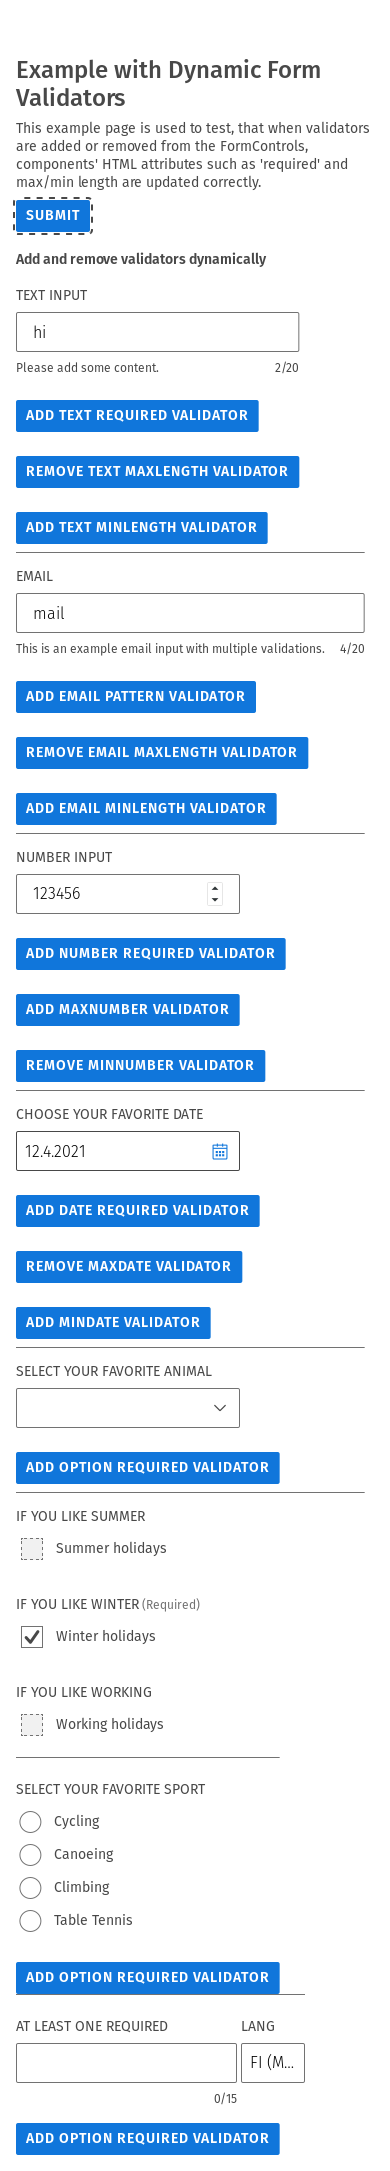 Example with Dynamic Form
Validators
This example page is used to test, that when validators
are added or removed from the FormControls,
components' HTML attributes such as 'required' and
max/min length are updated correctly.
SUBMIT
Add and remove validators dynamically
TEXT INPUT
hi
Please add some content. 2/20
ADD TEXT REQUIRED VALIDATOR
REMOVE TEXT MAXLENGTH VALIDATOR
ADD TEXT MINLENGTH VALIDATOR
EMAIL
mail
This is an example email input with multiple validations. 4/20
ADD EMAIL PATTERN VALIDATOR
REMOVE EMAIL MAXLENGTH VALIDATOR
ADD EMAIL MINLENGTH VALIDATOR
NUMBER INPUT
123456
ADD NUMBER REQUIRED VALIDATOR
ADD MAXNUMBER VALIDATOR
REMOVE MINNUMBER VALIDATOR
CHOOSE YOUR FAVORITE DATE
12.4.2021
ADD DATE REQUIRED VALIDATOR
REMOVE MAXDATE VALIDATOR
ADD MINDATE VALIDATOR
SELECT YOUR FAVORITE ANIMAL
ADD OPTION REQUIRED VALIDATOR
IF YOU LIKE SUMMER
Summer holidays
IF YOU LIKE WINTER (Required)
Winter holidays
IF YOU LIKE WORKING
Working holidays
SELECT YOUR FAVORITE SPORT
Cycling
Canoeing
Climbing
Table Tennis
ADD OPTION REQUIRED VALIDATOR
AT LEAST ONE REQUIRED LANG
FI (M...
0/15
ADD OPTION REQUIRED VALIDATOR